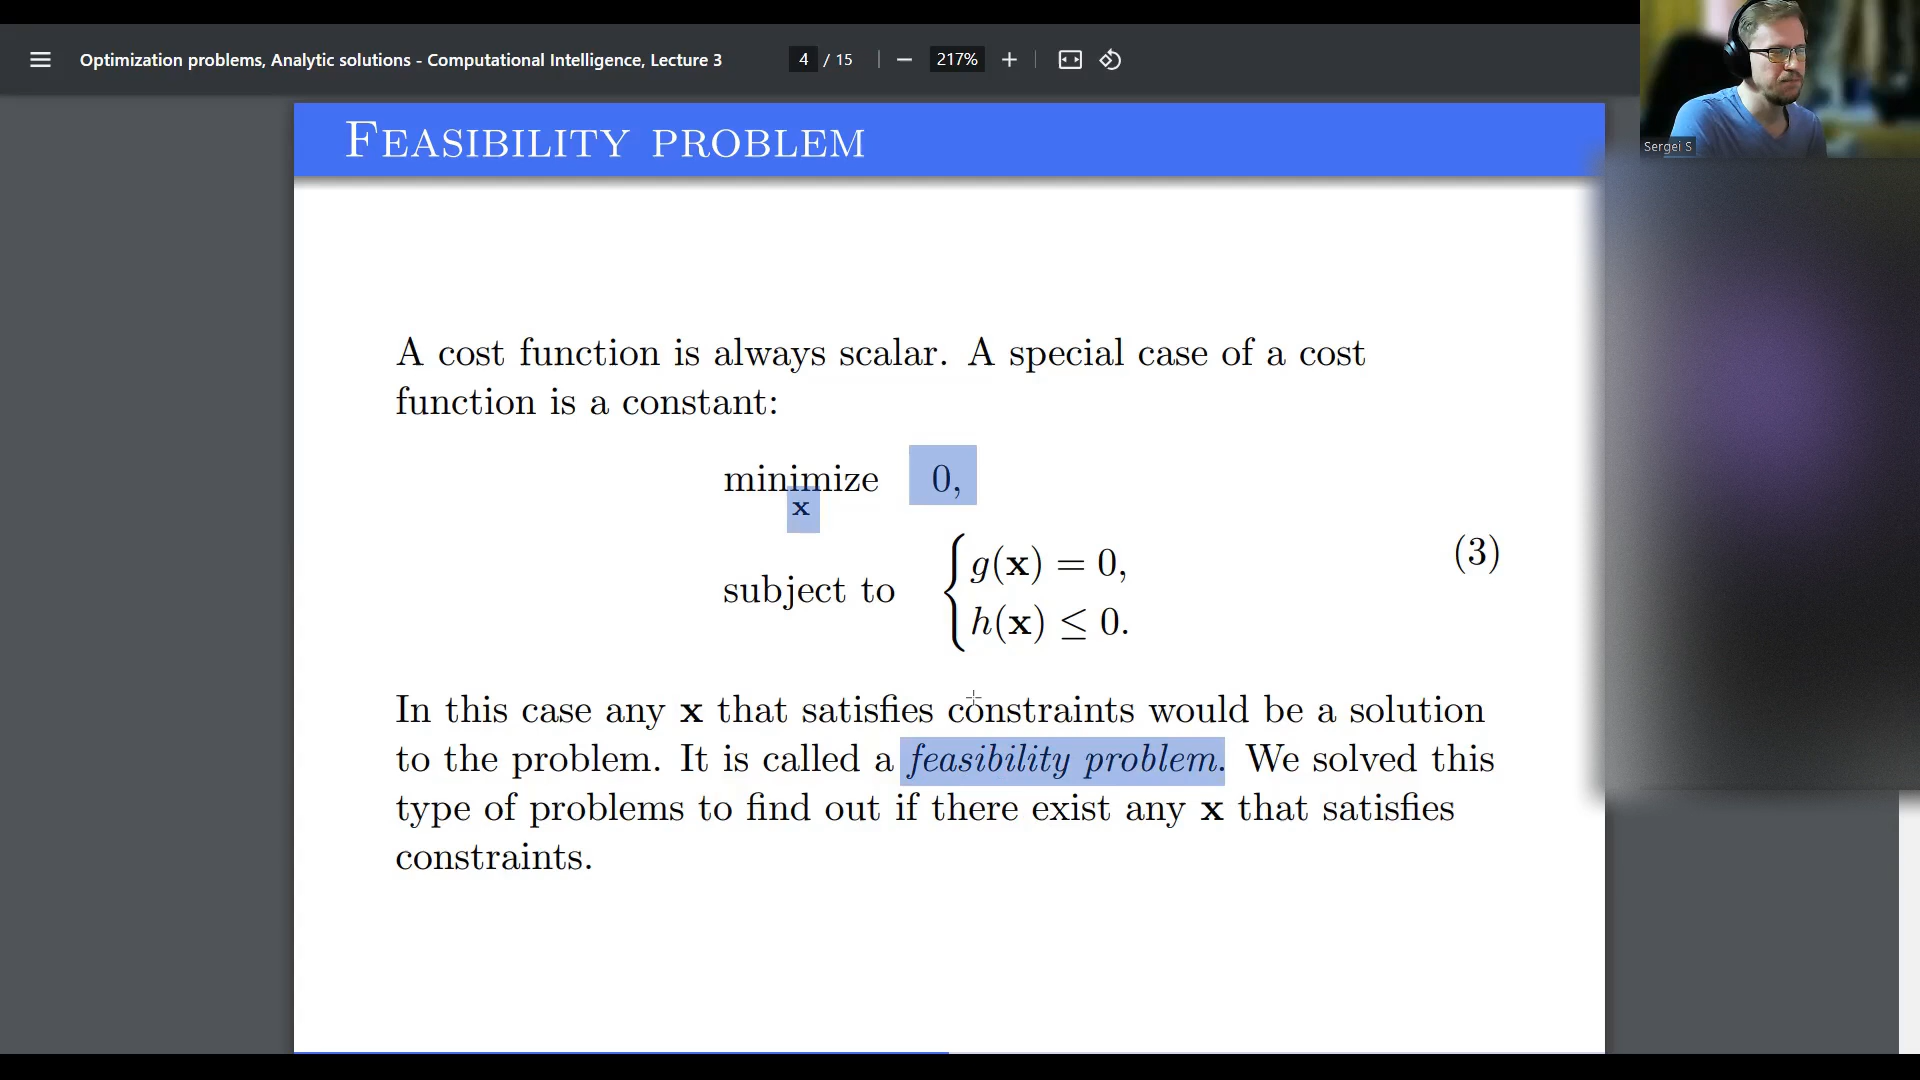 Optimization problems, Analytic solutions - Computational Intelligence, Lecture 3
4 / 15
217%
Sergei S
Feasibility problem
A cost function is always scalar. A special case of a cost
function is a constant:
minimize 0,
x
subject to { g(x) = 0,
h(x) ≤ 0.
(3)
In this case any x that satisfies constraints would be a solution
to the problem. It is called a feasibility problem. We solved this
type of problems to find out if there exist any x that satisfies
constraints.